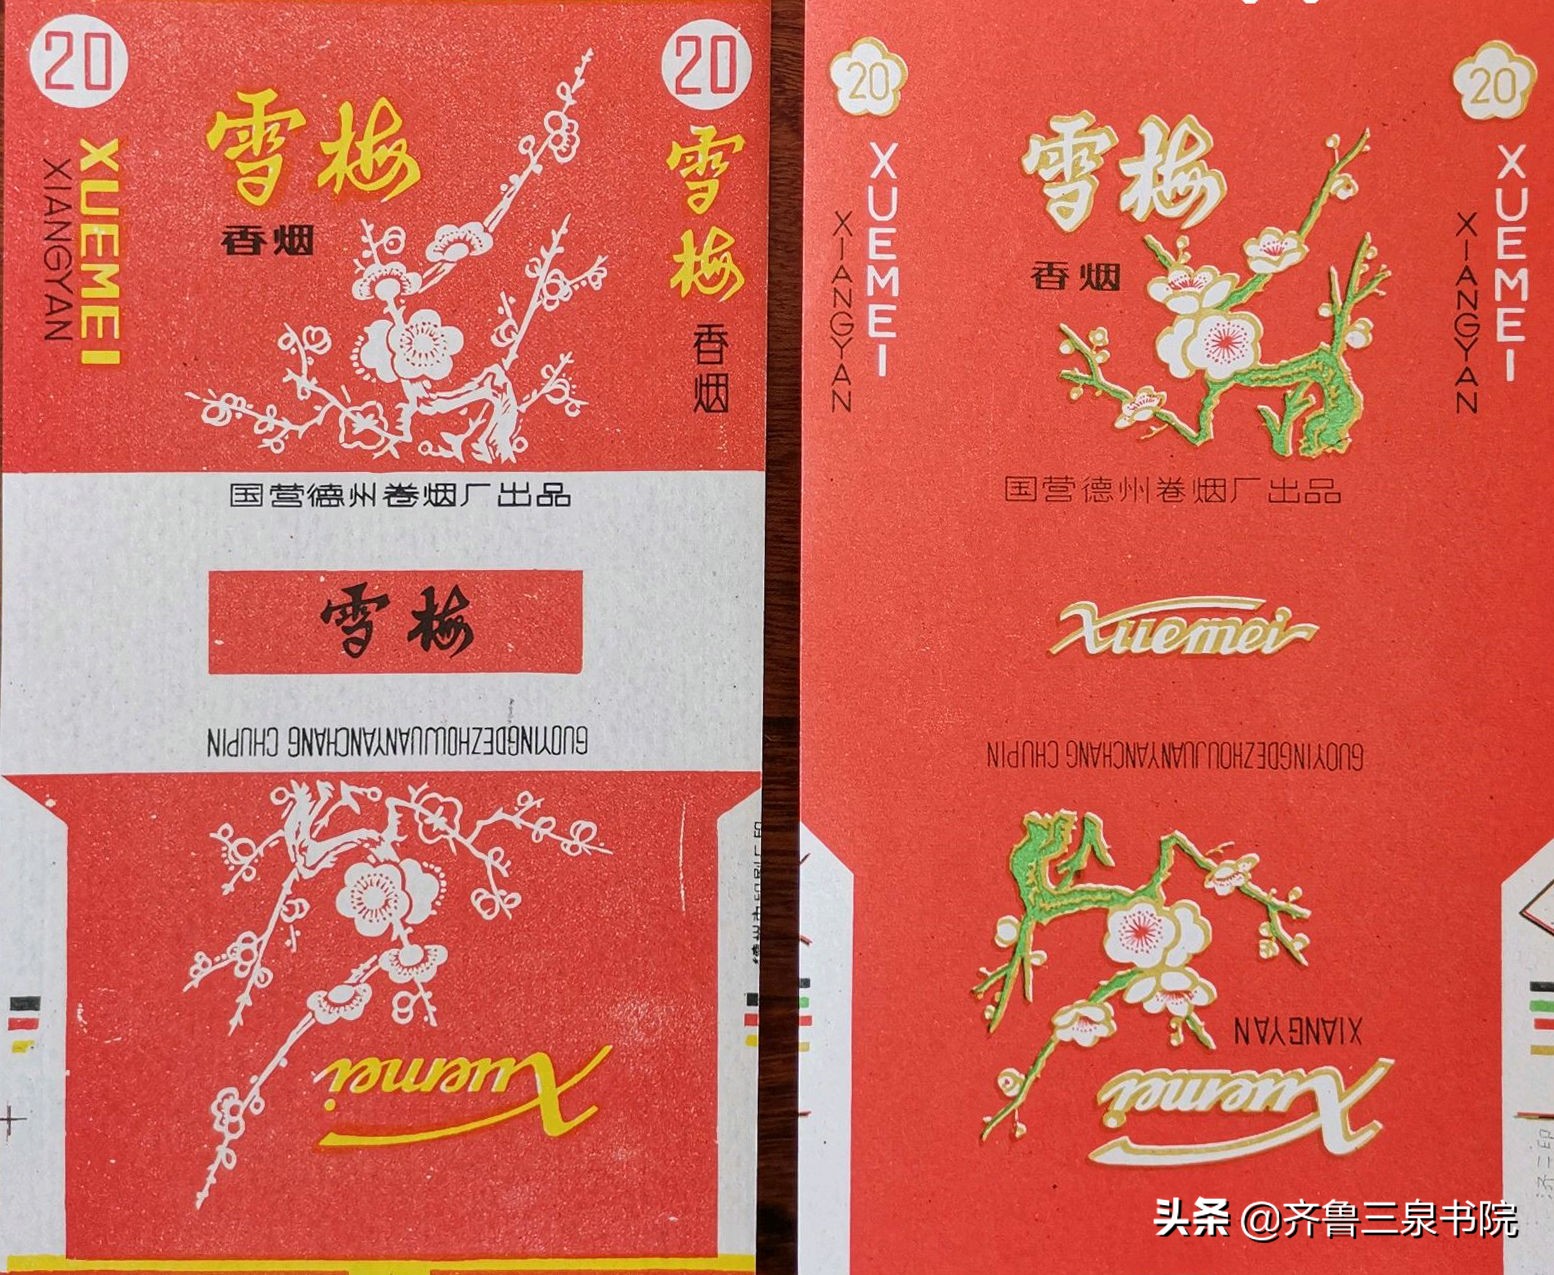 20
XUEMEI
XIANGYAN
雪梅
香烟
20
雪梅
香烟
国营德州卷烟厂出品
雪梅
GUOYINGDEZHOUJUANYANCHANG CHUPIN
Xuemei
20
XUEMEI
XIANGYAN
雪梅
香烟
20
XUEMEI
XIANGYAN
国营德州卷烟厂出品
Xuemei
GUOYINGDEZHOUJUANYANCHANG CHUPIN
XIANGYAN
Xuemei
济二印
头条 @齐鲁三泉书院